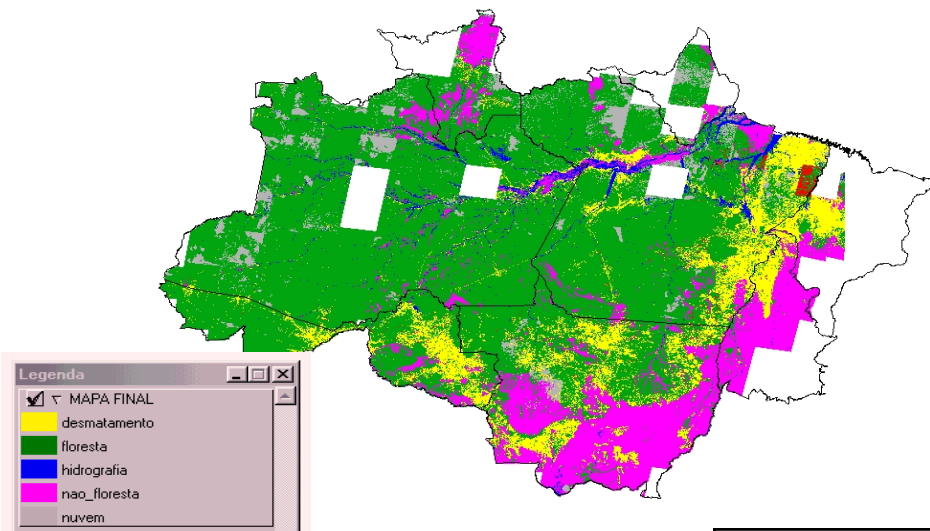 Legenda
MAPA FINAL
desmatamento
floresta
hidrografia
nao_floresta
nuvem